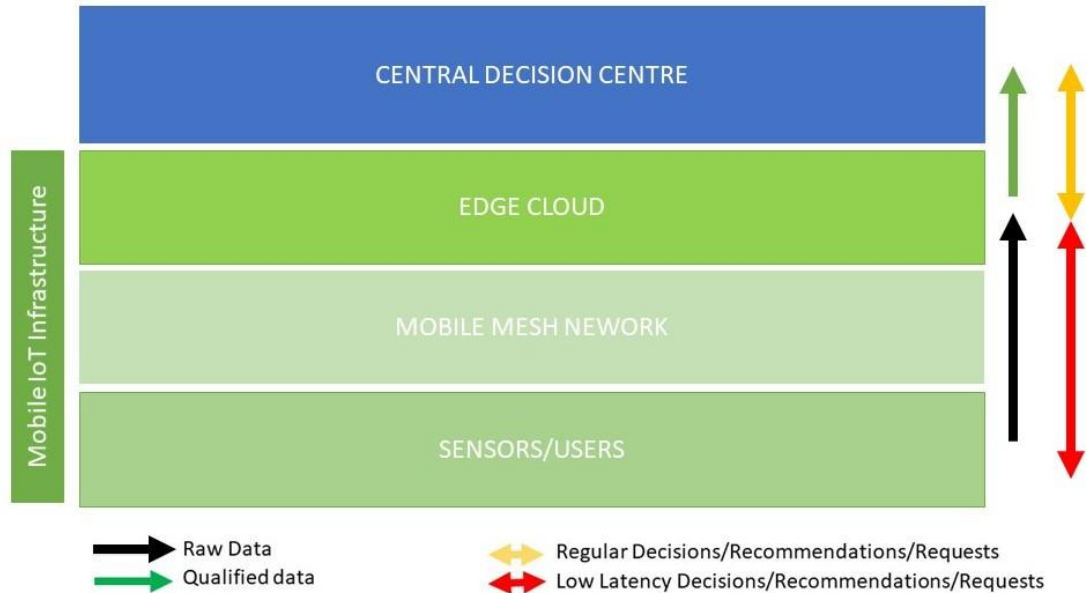 CENTRAL DECISION CENTRE
EDGE CLOUD
MOBILE MESH NEWORK
SENSORS/USERS
Mobile IoT Infrastructure
Raw Data
Qualified data
Regular Decisions/Recommendations/Requests
Low Latency Decisions/Recommendations/Requests